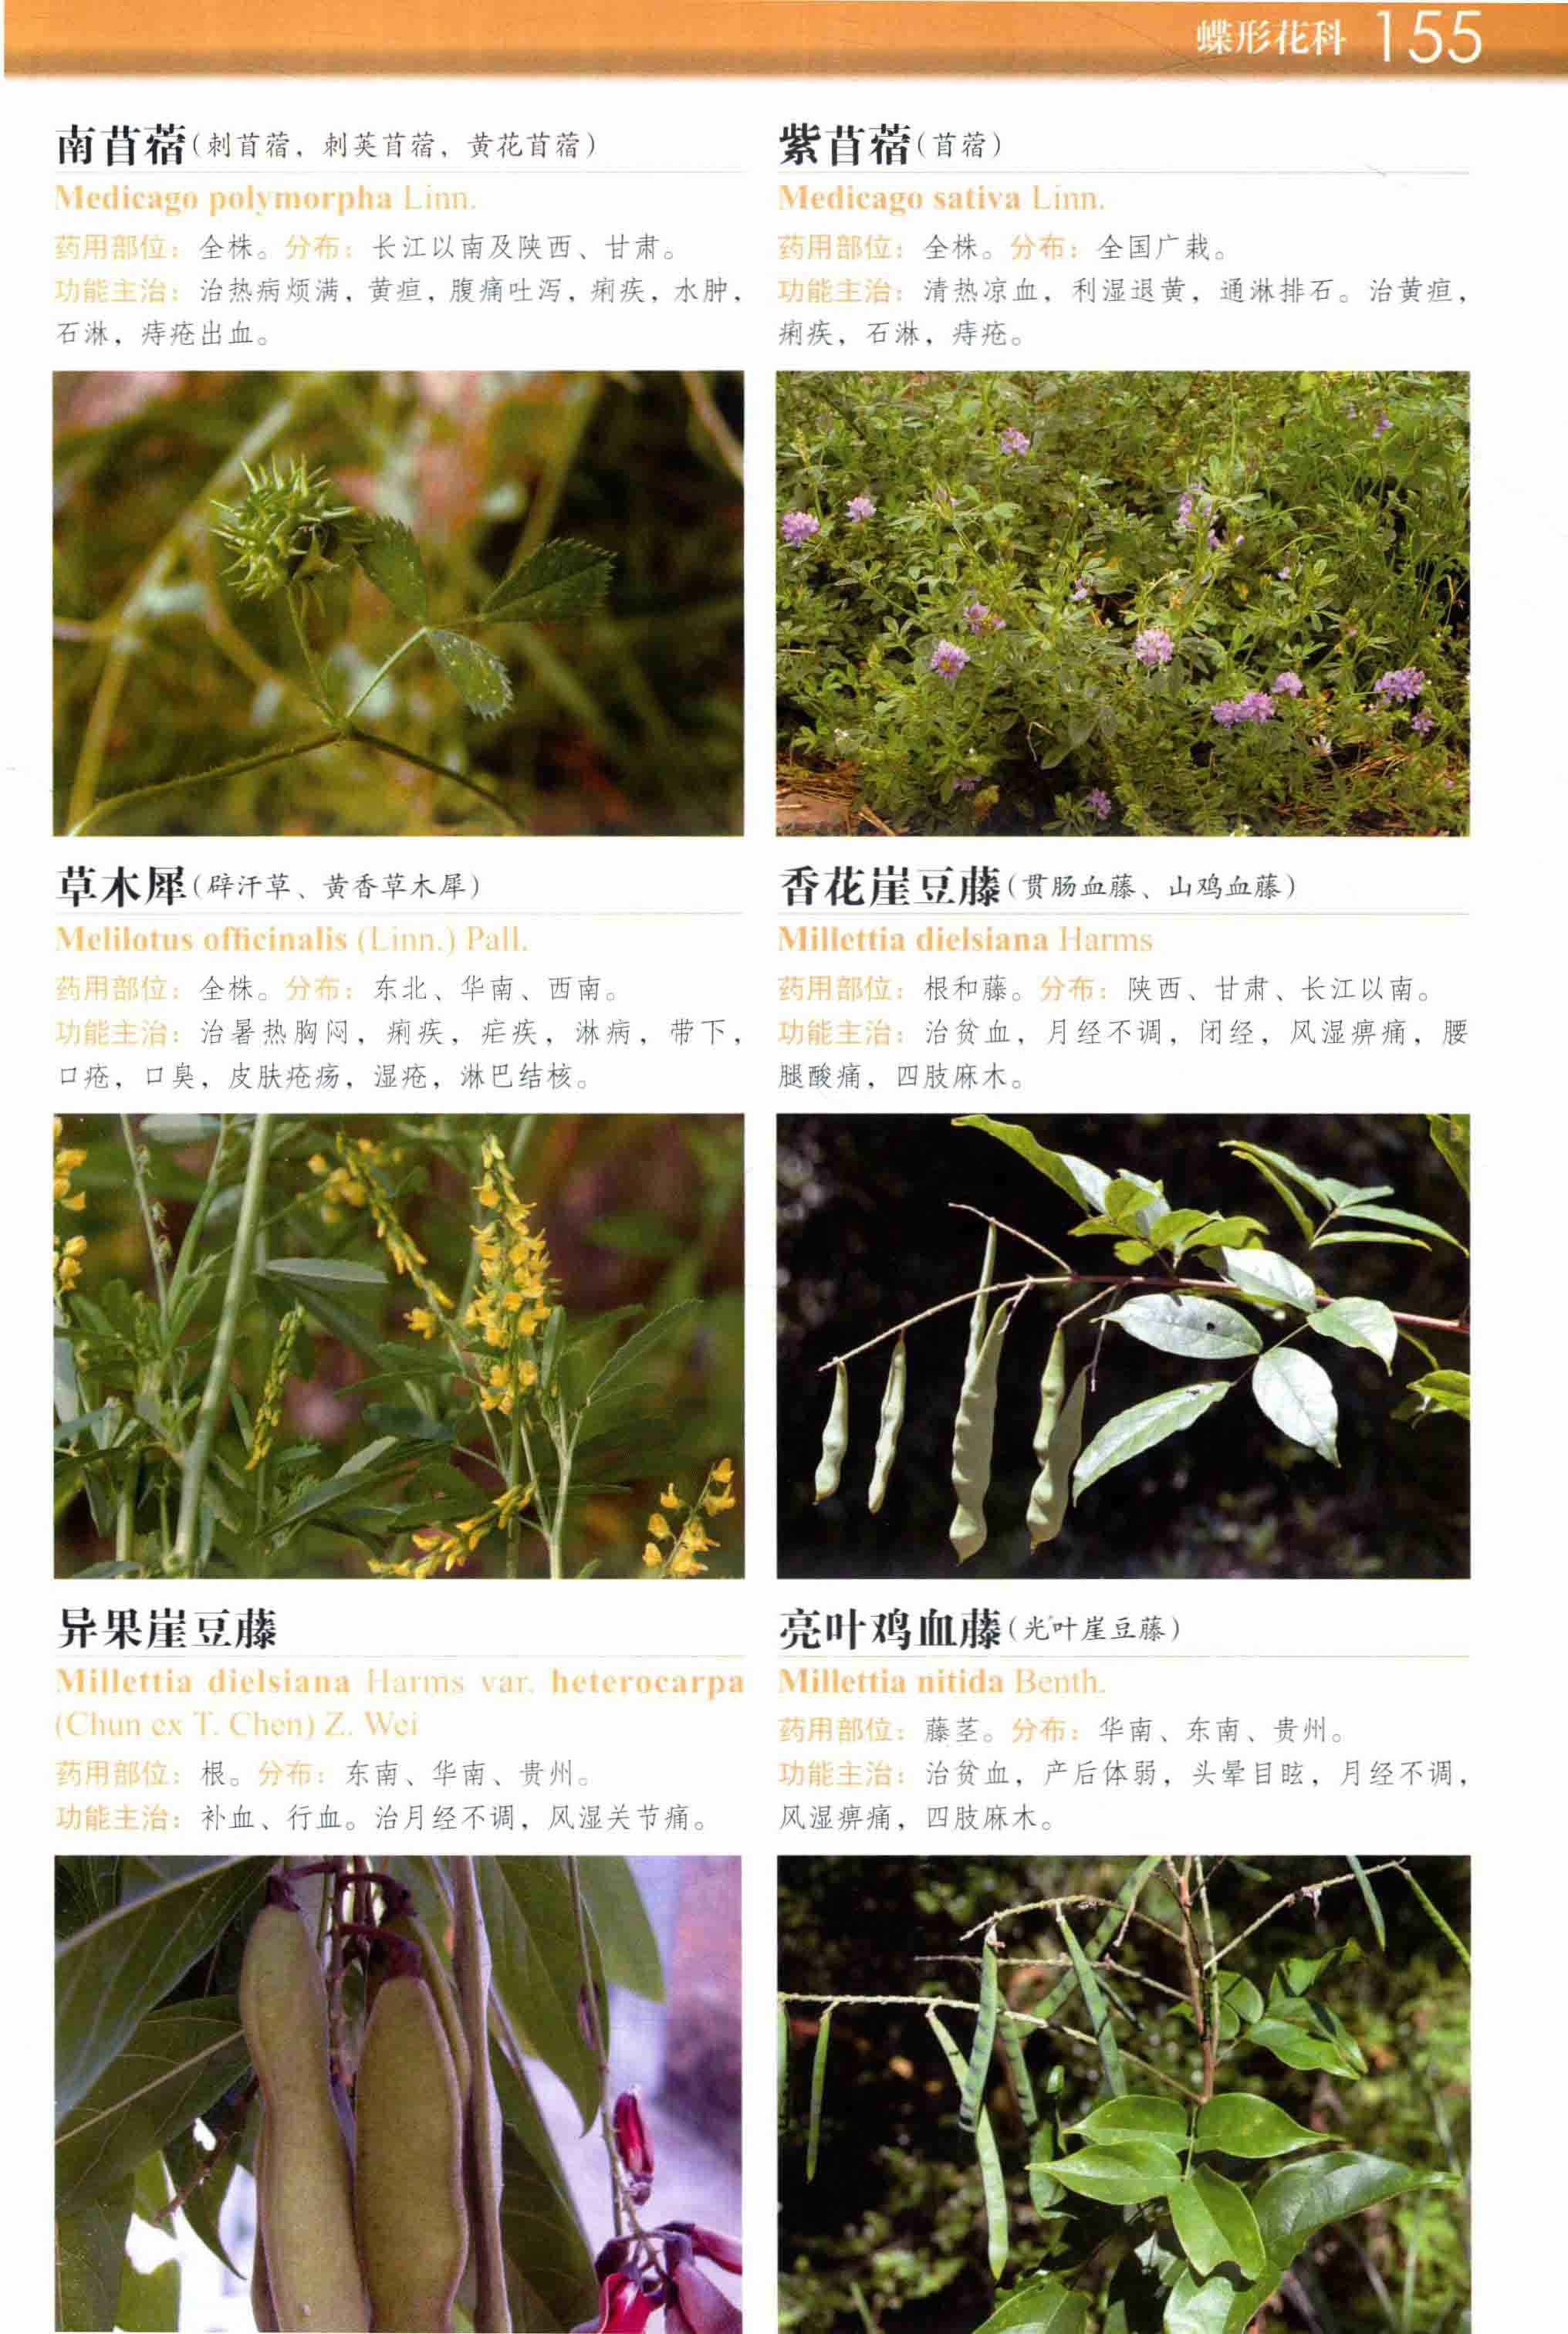 蝶形花科 155
南苜蓿(刺苜蓿, 刺荚苜蓿、黄花苜蓿)
Medicago polymorpha Linn.
药用部位：全株。分布：长江以南及陕西、甘肃。
功能主治：治热病烦满，黄疸，腹痛吐泻，痢疾，水肿，
石淋，痔疮出血。
紫苜蓿(苜蓿)
Medicago sativa Linn.
药用部位：全株。分布：全国广栽。
功能主治：清热凉血，利湿退黄，通淋排石。治黄疸，
痢疾，石淋，痔疮。
草木犀(辟汗草、黄香草木犀)
Melilotus officinalis (Linn.) Pall.
药用部位：全株。分布：东北、华南、西南。
功能主治：治暑热胸闷，痢疾，疟疾，淋病，带下，
口疮，口臭，皮肤疮疡，湿疮，淋巴结核。
香花崖豆藤(贯肠血藤、山鸡血藤)
Millettia dielsiana Harms
药用部位：根和藤。分布：陕西、甘肃、长江以南。
功能主治：治贫血，月经不调，闭经，风湿痹痛，腰
腿酸痛，四肢麻木。
异果崖豆藤
Millettia dielsiana Harms var. heterocarpa
(Chun ex T. Chen) Z. Wei
药用部位：根。分布：东南、华南、贵州。
功能主治：补血、行血。治月经不调，风湿关节痛。
亮叶鸡血藤(光叶崖豆藤)
Millettia nitida Benth.
药用部位：藤茎。分布：华南、东南、贵州。
功能主治：治贫血，产后体弱，头晕目眩，月经不调，
风湿痹痛，四肢麻木。